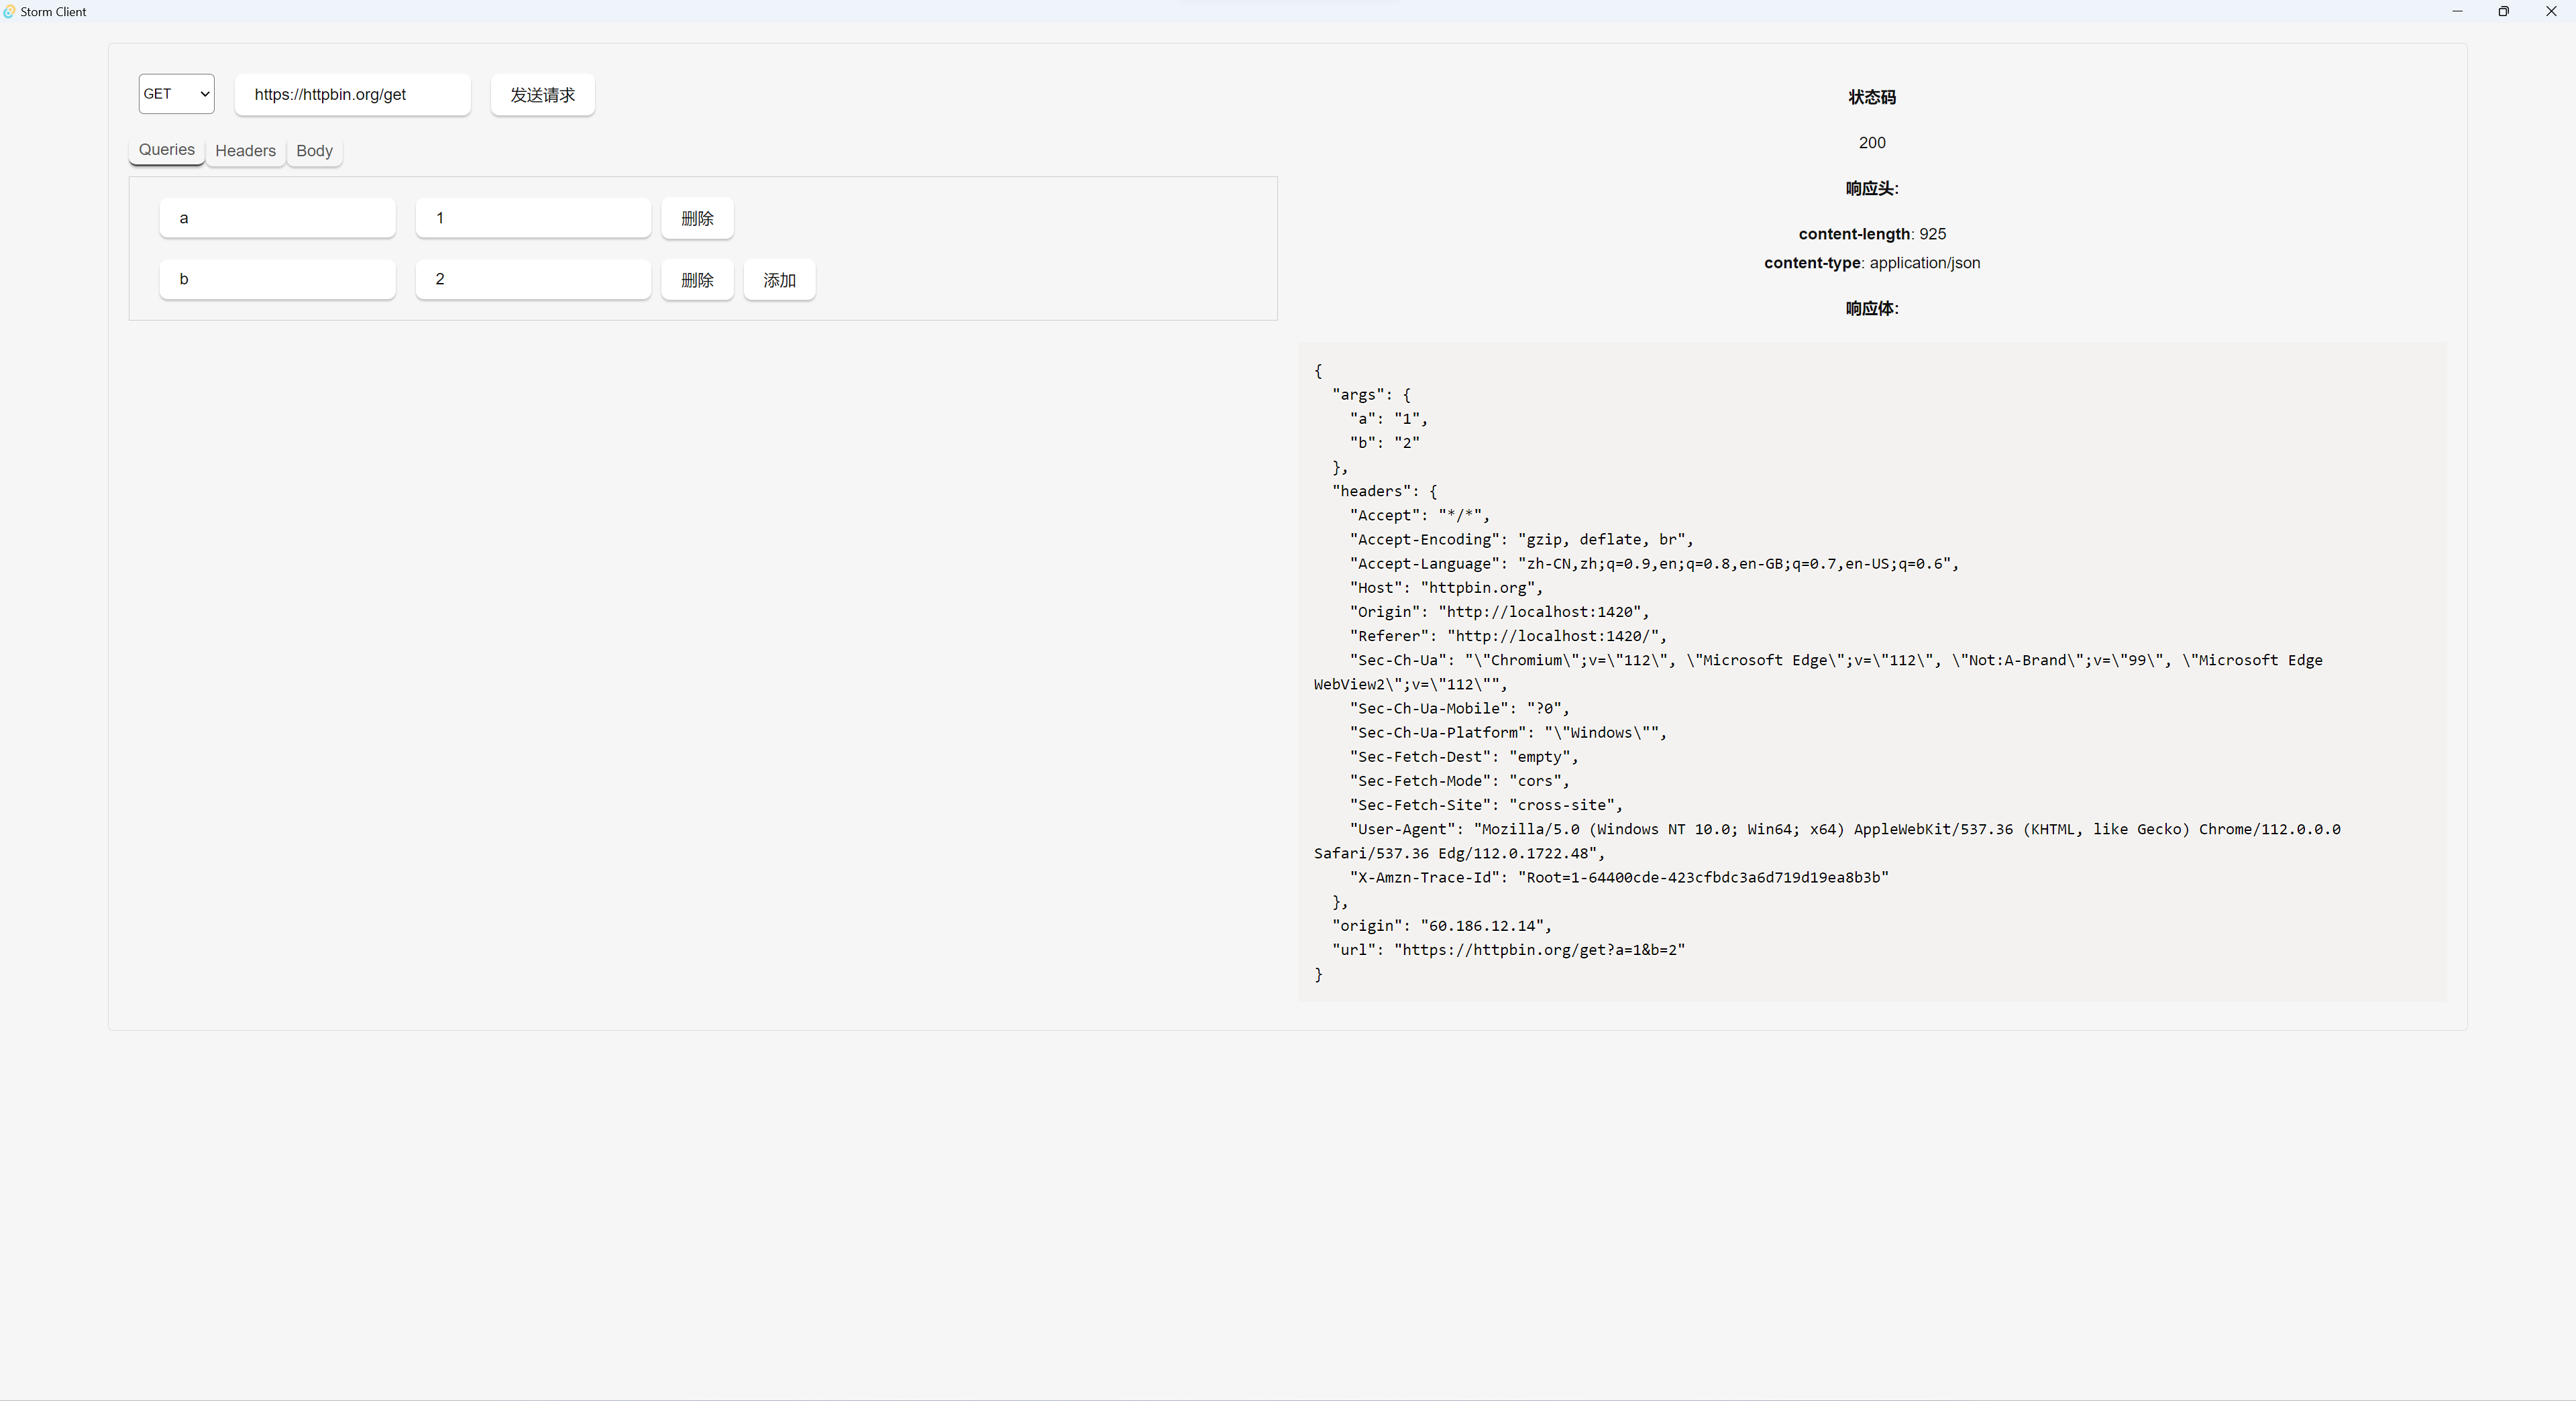 Storm Client
GET
https://httpbin.org/get
发送请求
Queries
Headers
Body
a
1
删除
b
2
删除
添加
状态码
200
响应头:
content-length: 925
content-type: application/json
响应体:
{
  "args": {
    "a": "1",
    "b": "2"
  },
  "headers": {
    "Accept": "*/*",
    "Accept-Encoding": "gzip, deflate, br",
    "Accept-Language": "zh-CN,zh;q=0.9,en;q=0.8,en-GB;q=0.7,en-US;q=0.6",
    "Host": "httpbin.org",
    "Origin": "http://localhost:1420",
    "Referer": "http://localhost:1420/",
    "Sec-Ch-Ua": "\"Chromium\";v=\"112\", \"Microsoft Edge\";v=\"112\", \"Not:A-Brand\";v=\"99\", \"Microsoft Edge
WebView2\";v=\"112\"",
    "Sec-Ch-Ua-Mobile": "?0",
    "Sec-Ch-Ua-Platform": "\"Windows\"",
    "Sec-Fetch-Dest": "empty",
    "Sec-Fetch-Mode": "cors",
    "Sec-Fetch-Site": "cross-site",
    "User-Agent": "Mozilla/5.0 (Windows NT 10.0; Win64; x64) AppleWebKit/537.36 (KHTML, like Gecko) Chrome/112.0.0.0
Safari/537.36 Edg/112.0.1722.48",
    "X-Amzn-Trace-Id": "Root=1-64400cde-423cfbdc3a6d719d19ea8b3b"
  },
  "origin": "60.186.12.14",
  "url": "https://httpbin.org/get?a=1&b=2"
}